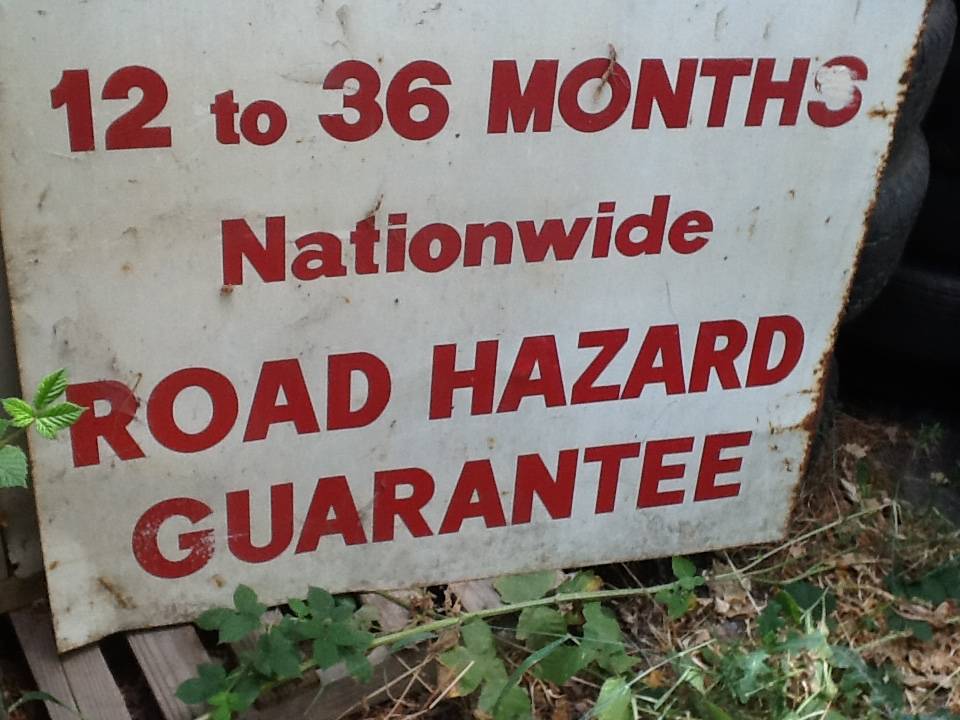 12 to 36 MONTHS
Nationwide
ROAD HAZARD
GUARANTEE